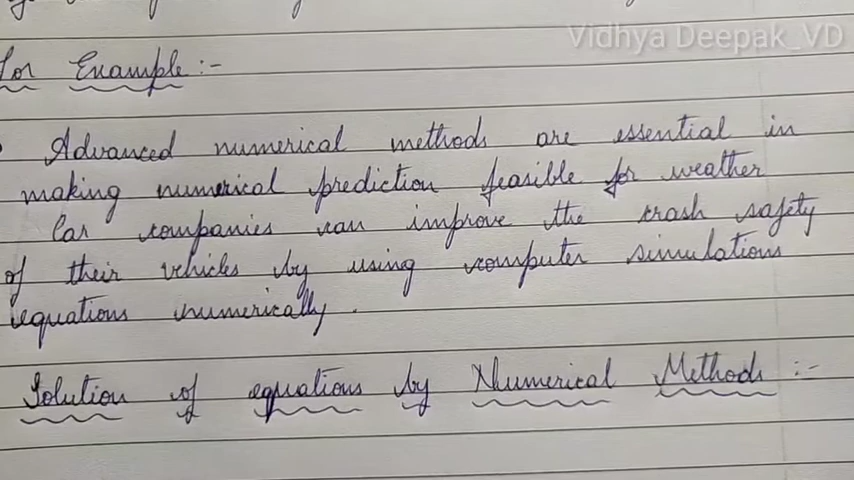 Vidhya Deepak_VD
For Example :-
Advanced numerical methods are essential in
making numerical prediction feasible for weather
Car companies can improve the crash safety
of their vehicles by using computer simulations
equations numerically.
Solution of equations by Numerical Methods :-